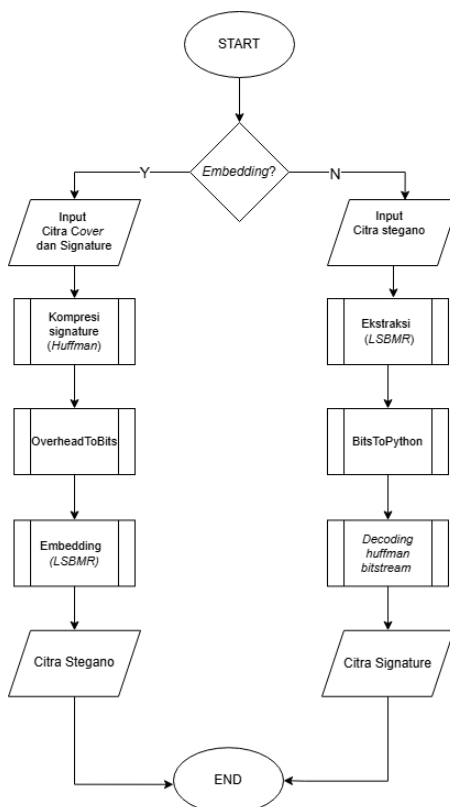 START
Embedding?
Y
N
Input
Citra Cover
dan Signature
Input
Citra stegano
Kompresi
signature
(Huffman)
Ekstraksi
(LSBMR)
OverheadToBits
BitsToPython
Embedding
(LSBMR)
Decoding
huffman
bitstream
Citra Stegano
Citra Signature
END